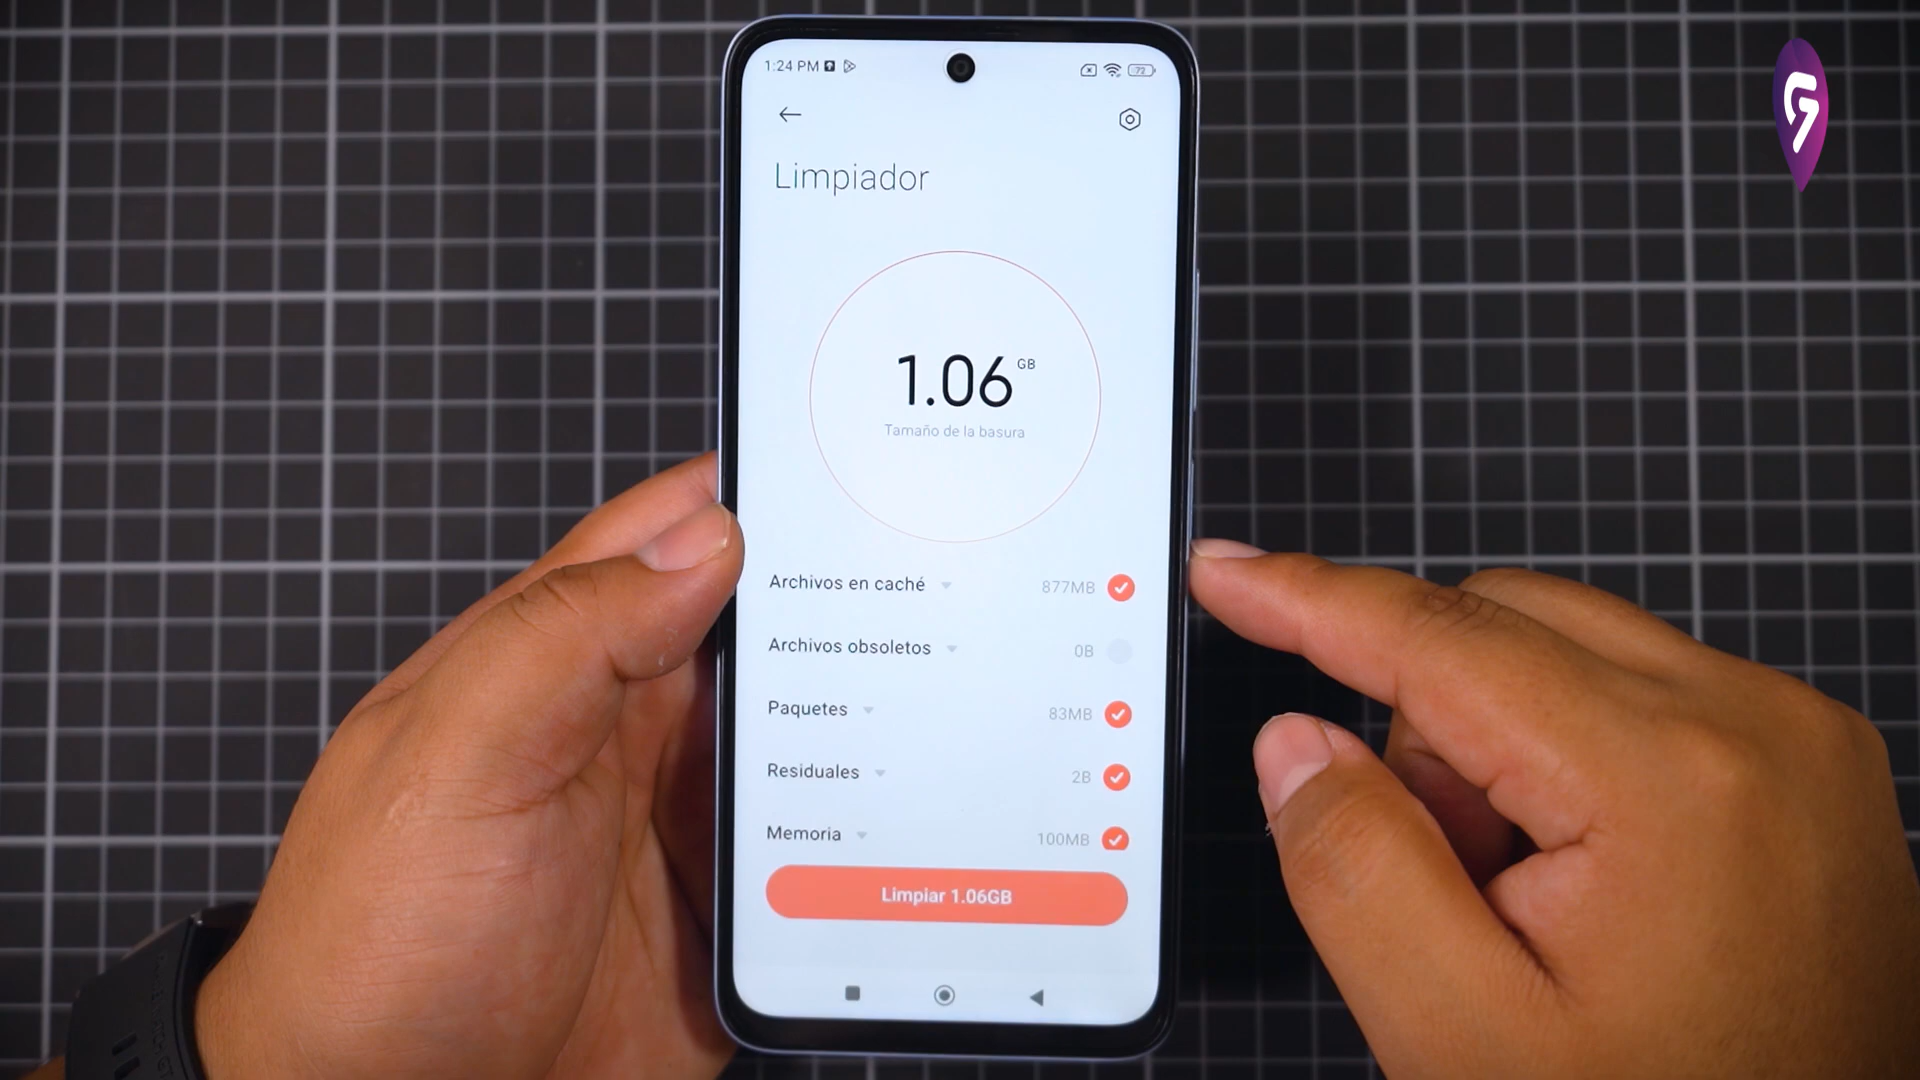 1:24 PM
72
Limpiador
1.06 GB
Tamaño de la basura
Archivos en caché 877MB
Archivos obsoletos 0B
Paquetes 83MB
Residuales 2B
Memoria 100MB
Limpiar 1.06GB